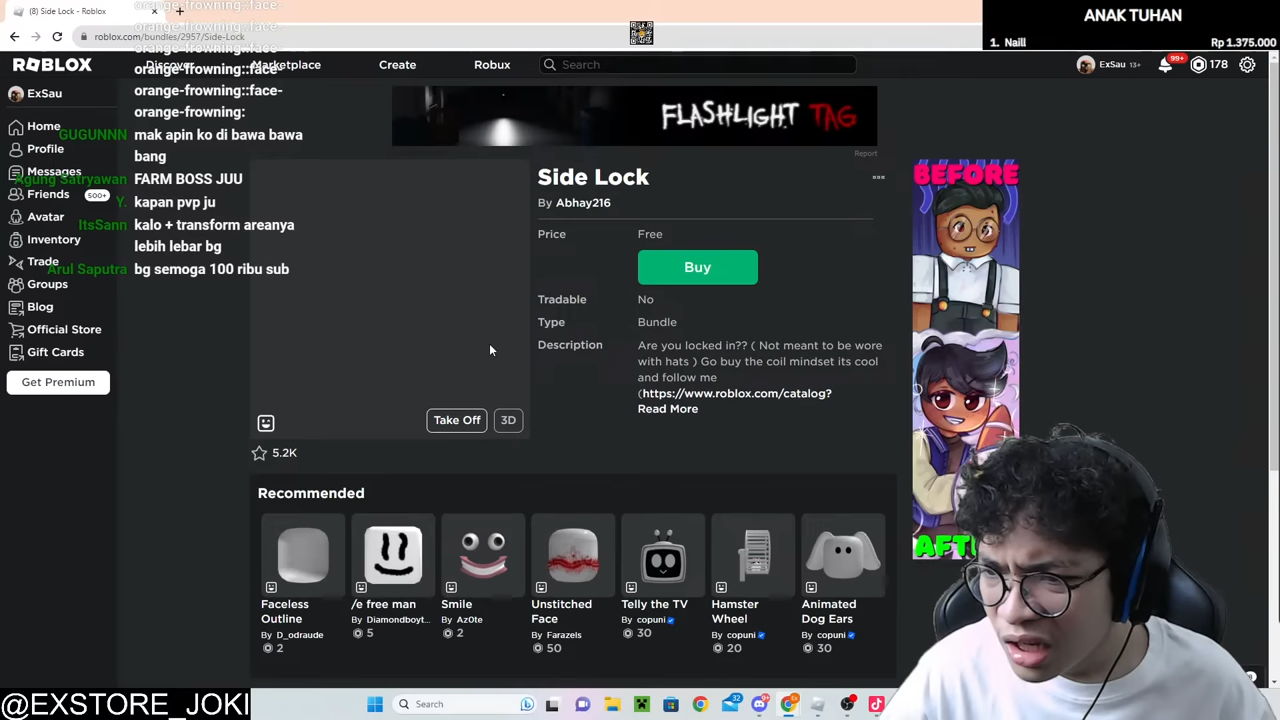 (8) Side Lock - Roblox
roblox.com/bundles/2957/Side-Lock
ANAK TUHAN
1. Naill Rp 1.375.000
ROBLOX Discover Marketplace Create Robux Search ExSau 13+ 99+ 178
ExSau
Home
Profile
Messages
Friends 500+
Avatar
Inventory
Trade
Groups
Blog
Official Store
Gift Cards
Get Premium
orange-frowning::face-
orange-frowning::face-
orange-frowning::face-
orange-frowning::face-
orange-frowning::face-
orange-frowning:
GUGUNNN mak apin ko di bawa bawa
bang
Agung Satryawan FARM BOSS JUU
Y. kapan pvp ju
ItsSann kalo + transform areanya
lebih lebar bg
Arul Saputra bg semoga 100 ribu sub
FLASHLIGHT TAG
Report
Side Lock
By Abhay216
Price Free
Buy
Tradable No
Type Bundle
Description Are you locked in?? ( Not meant to be wore
with hats ) Go buy the coil mindset its cool
and follow me
(https://www.roblox.com/catalog?
Read More
Take Off 3D
5.2K
BEFORE
Recommended
Faceless
Outline
By D_odraude
2
/e free man
By Diamondboyt...
5
Smile
By Az0te
2
Unstitched
Face
By Farazels
50
Telly the TV
By copuni
30
Hamster
Wheel
By copuni
20
Animated
Dog Ears
By copuni
30
@EXSTORE_JOKI
Search
32
9+